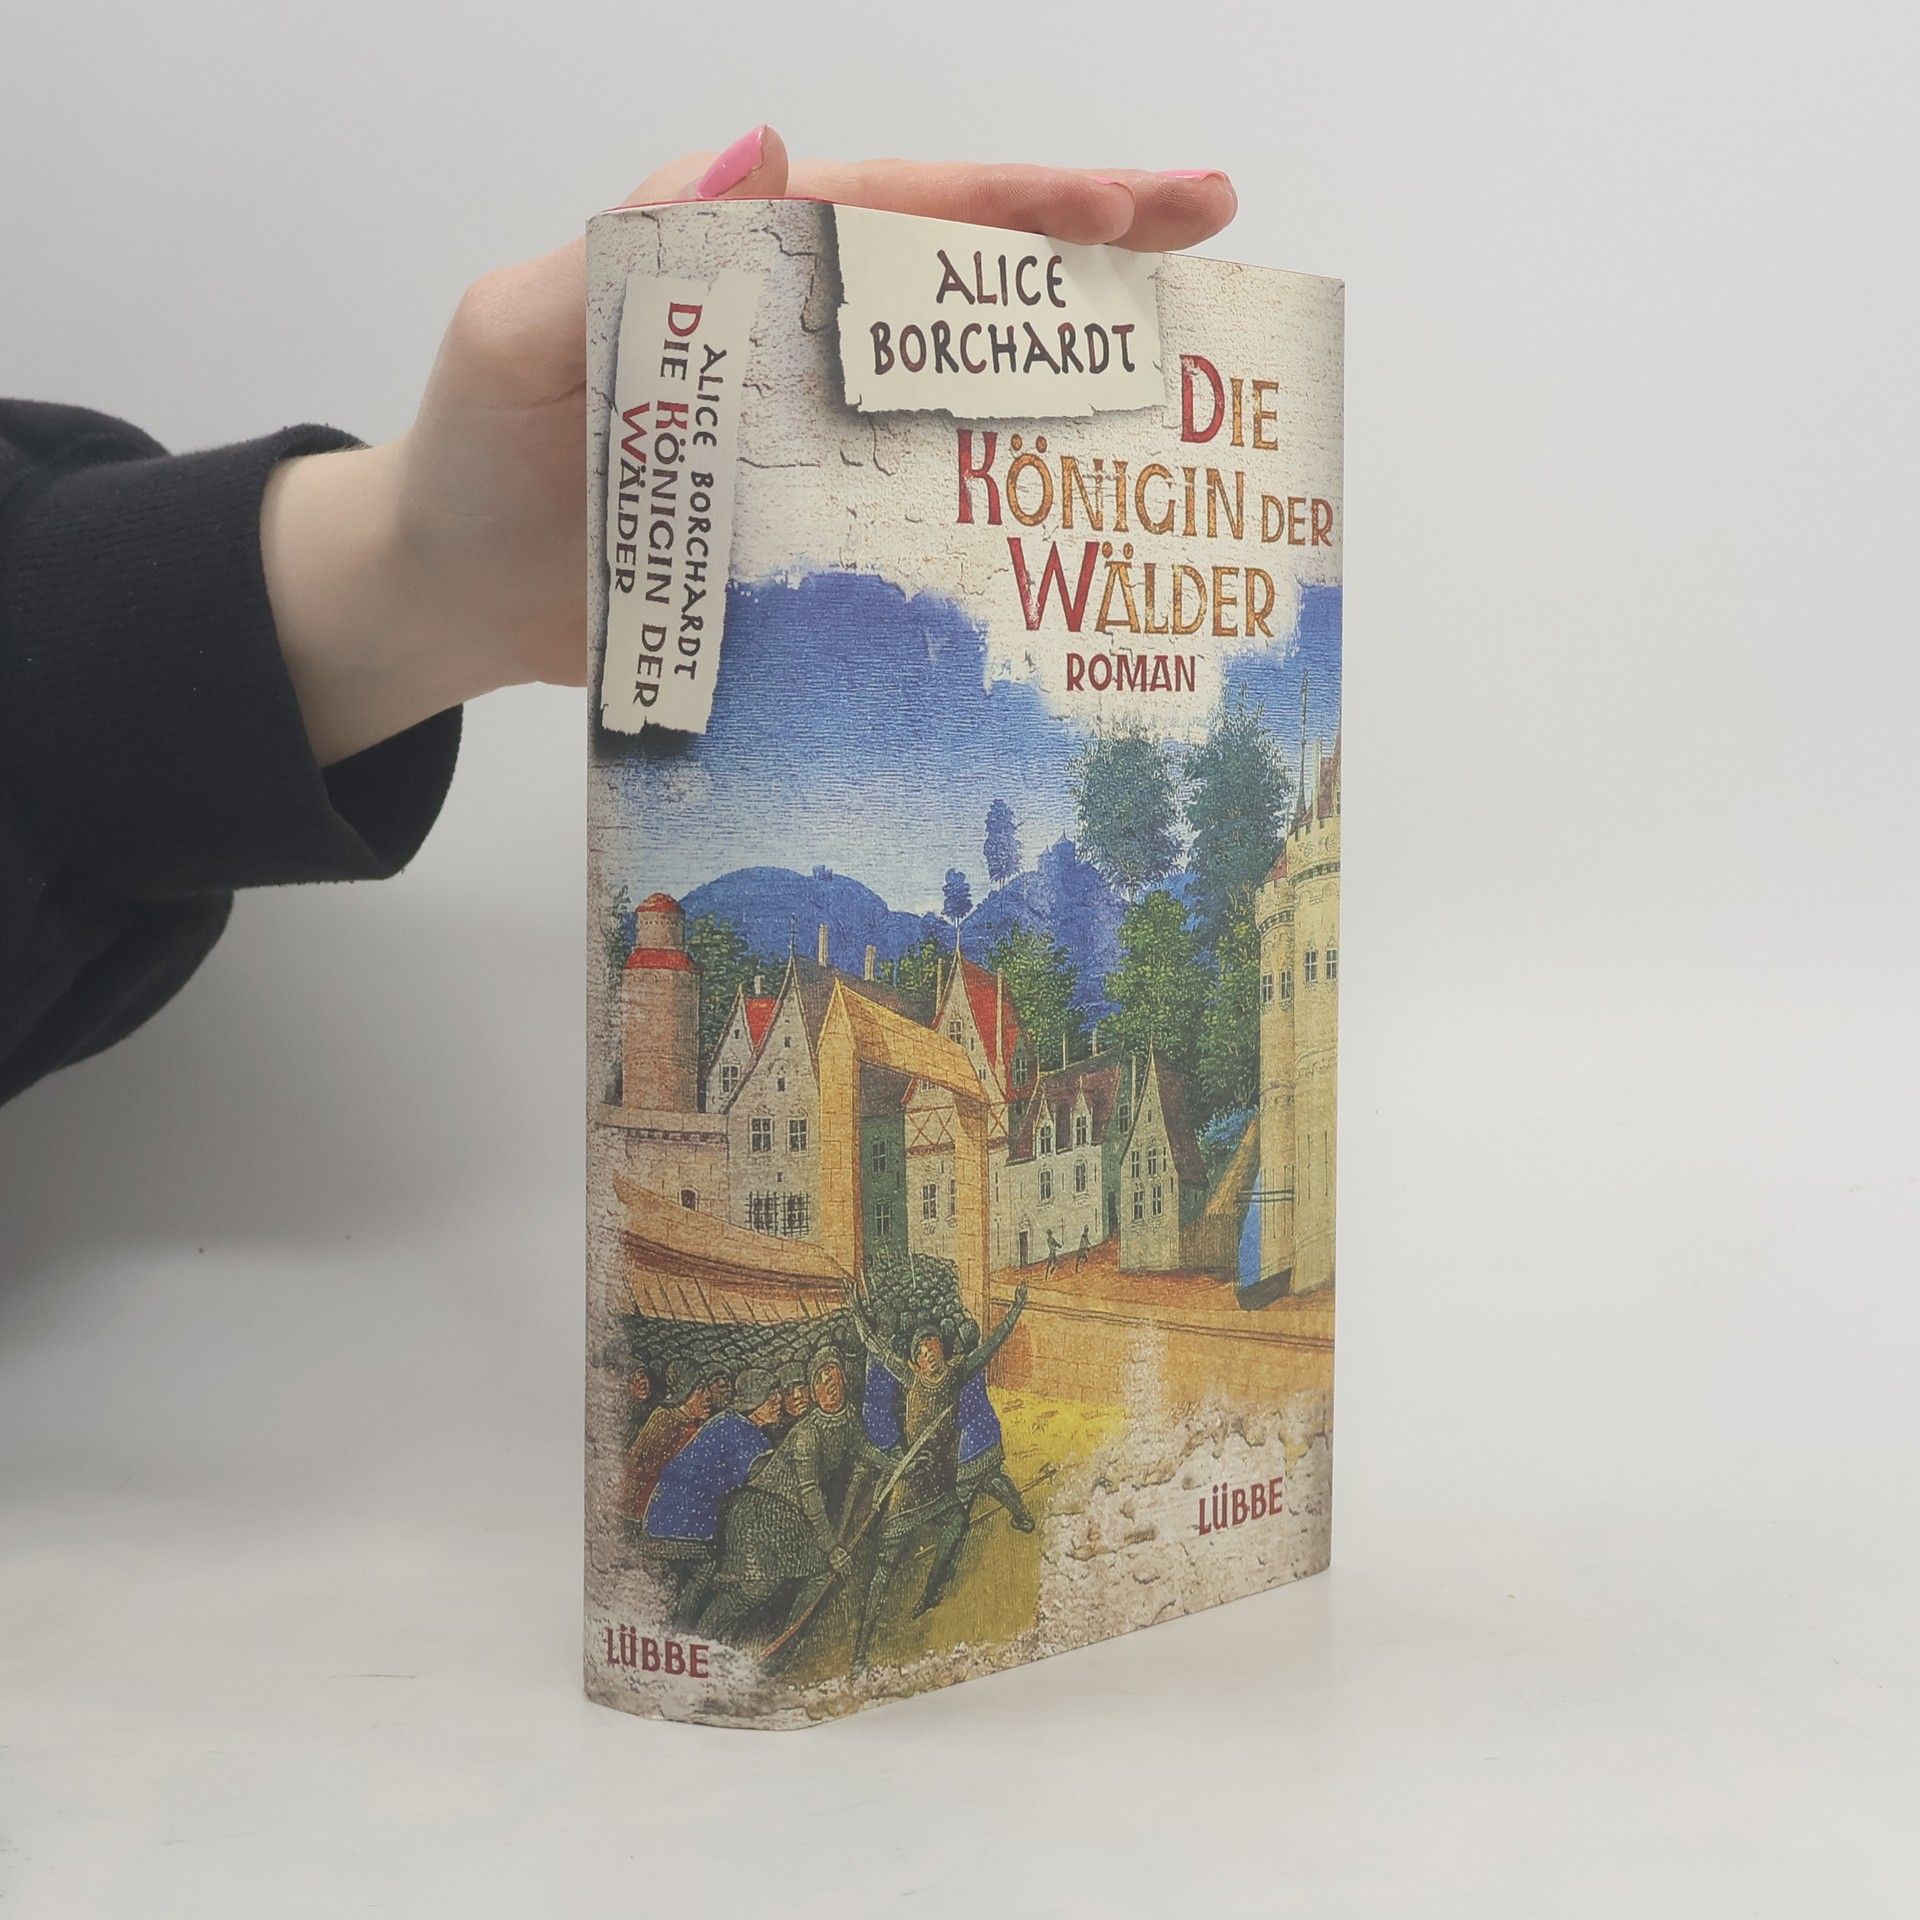 ALICE
BORCHARDT
DIE
KÖNIGIN DER
WÄLDER
ROMAN
LÜBBE
ALICE BORCHARDT
DIE KÖNIGIN DER
WÄLDER
LÜBBE